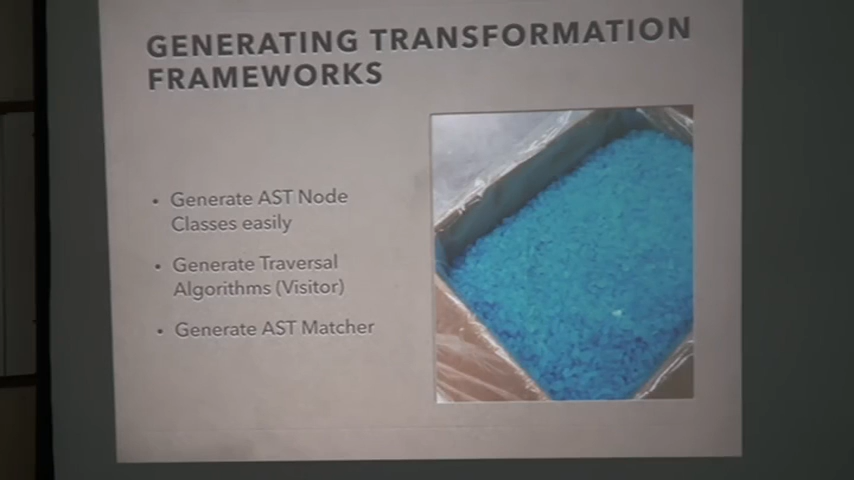 GENERATING TRANSFORMATION
FRAMEWORKS
• Generate AST Node
Classes easily
• Generate Traversal
Algorithms (Visitor)
• Generate AST Matcher